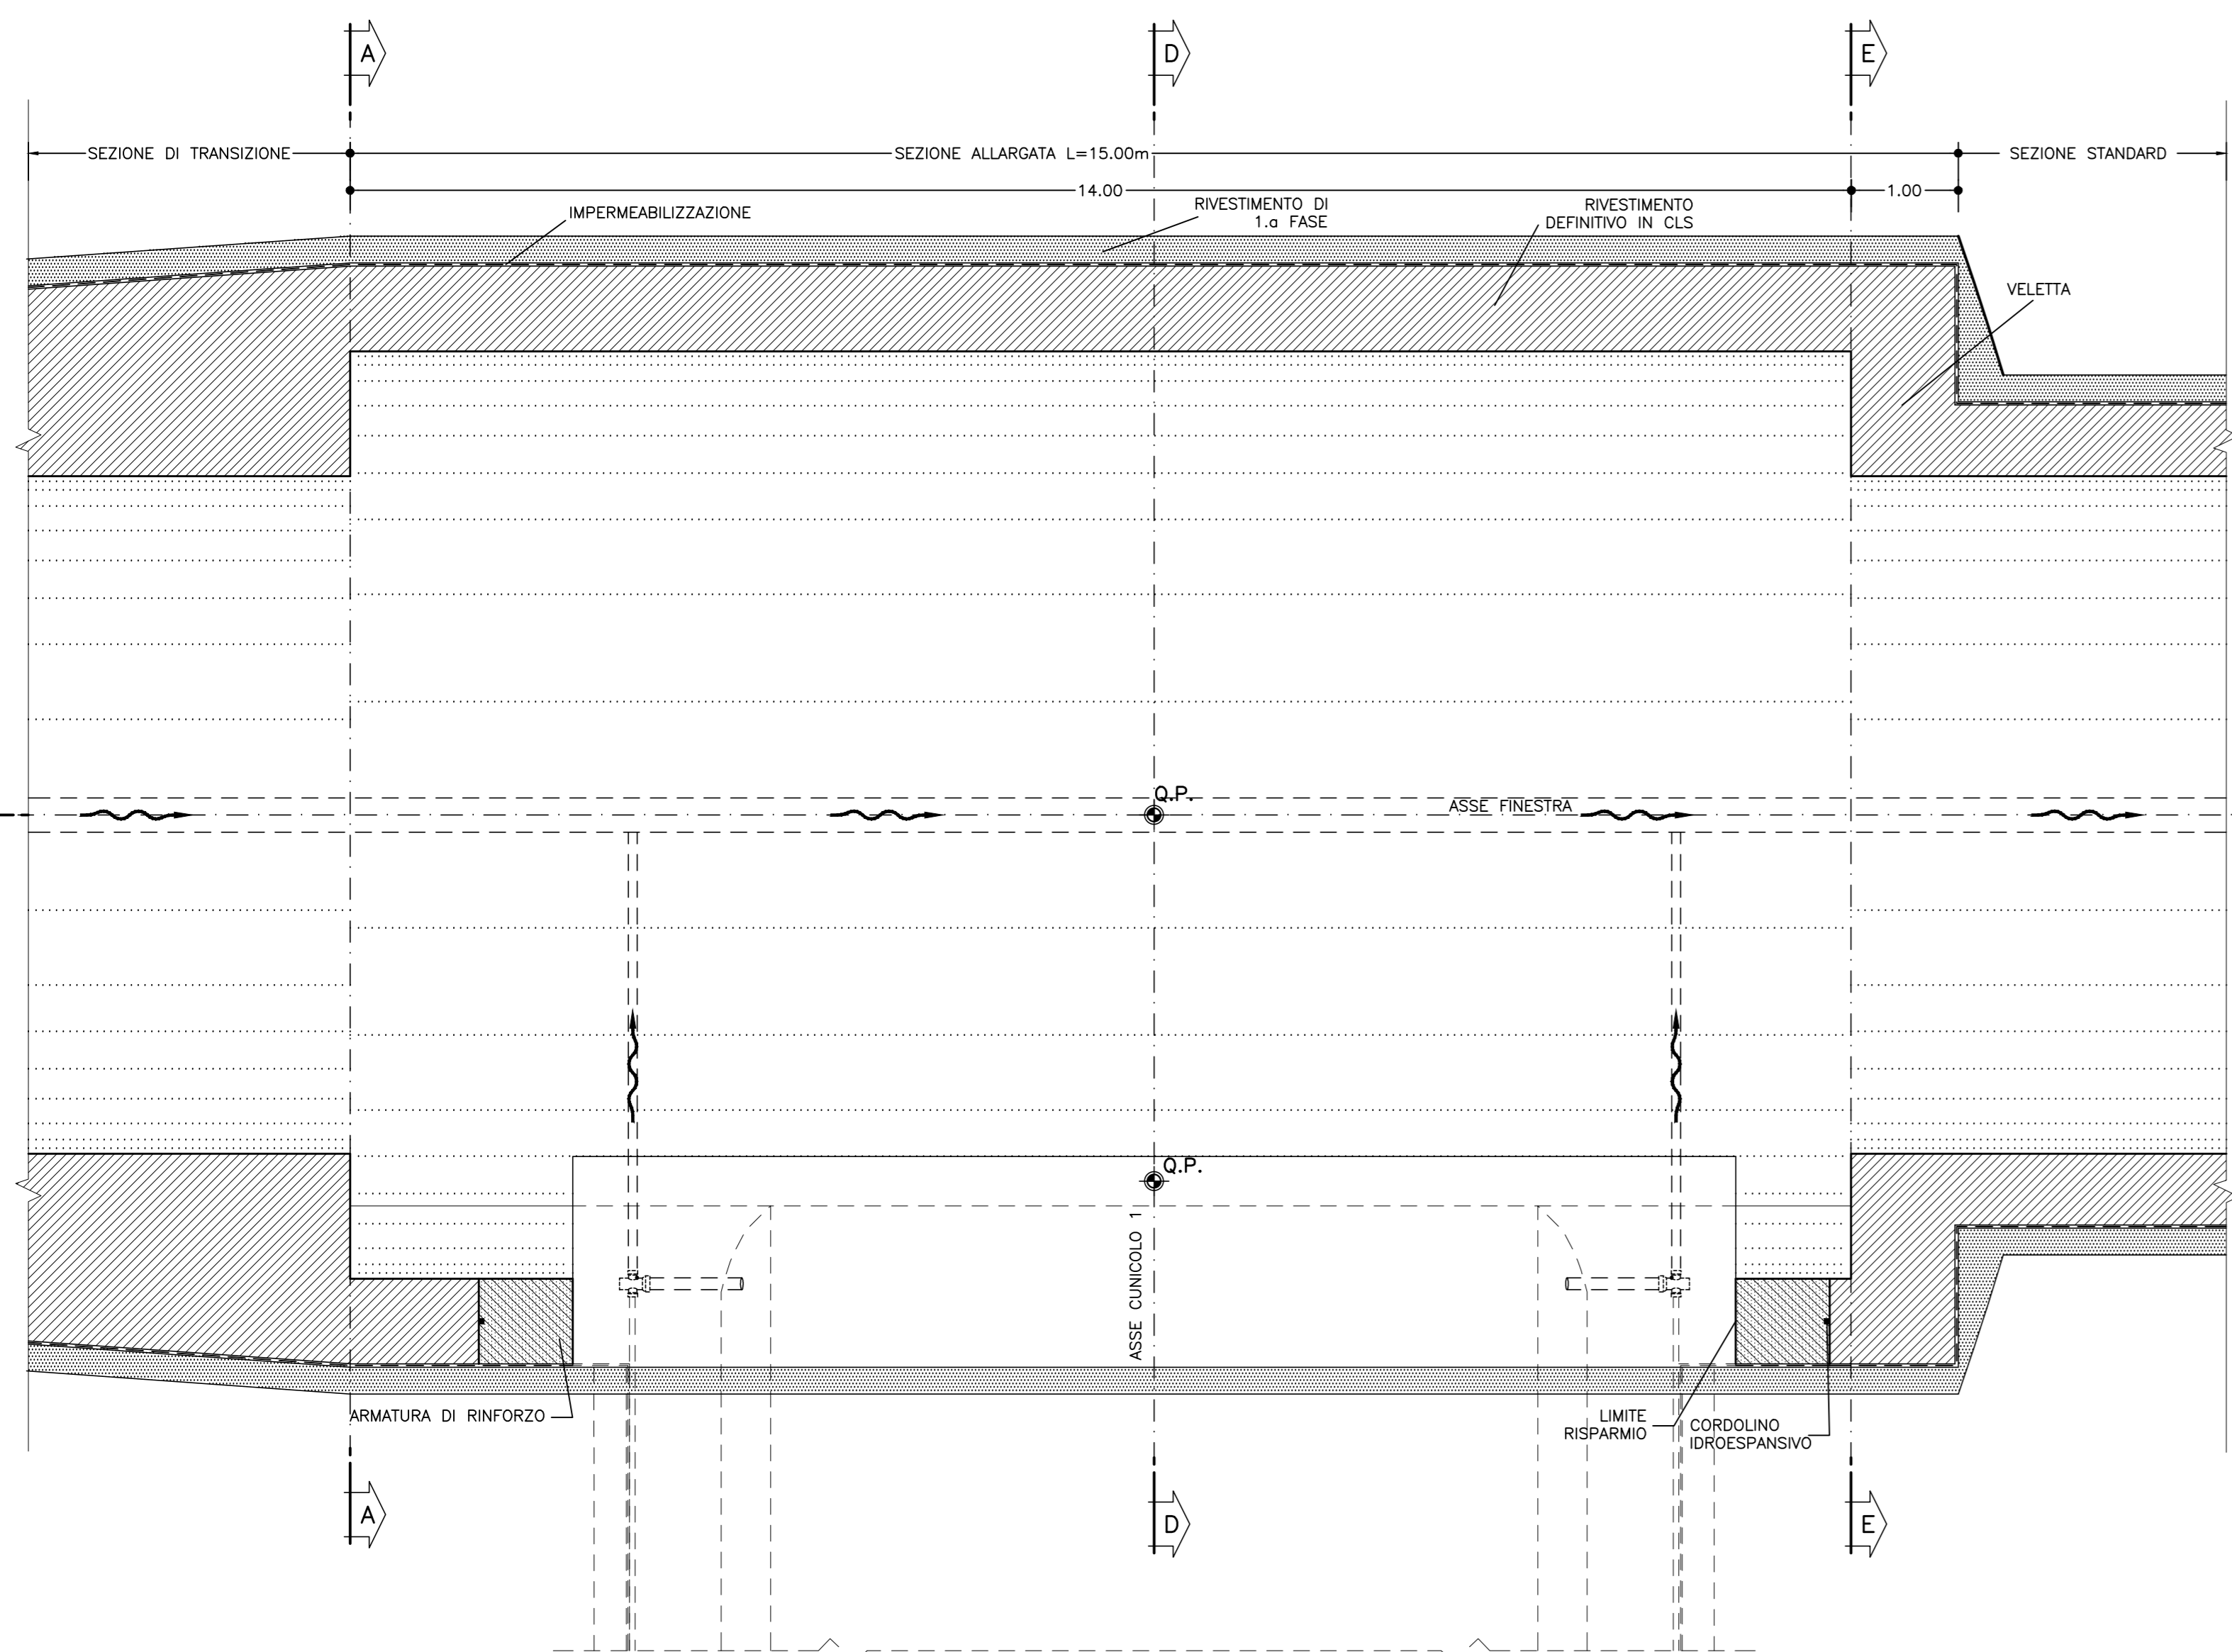 A
D
E
SEZIONE DI TRANSIZIONE
SEZIONE ALLARGATA L=15.00m
SEZIONE STANDARD
14.00
1.00
IMPERMEABILIZZAZIONE
RIVESTIMENTO DI
1.a FASE
RIVESTIMENTO
DEFINITIVO IN CLS
VELETTA
Q.P.
ASSE FINESTRA
Q.P.
ASSE CUNICOLO 1
ARMATURA DI RINFORZO
LIMITE
RISPARMIO
CORDOLINO
IDROESPANSIVO
A
D
E